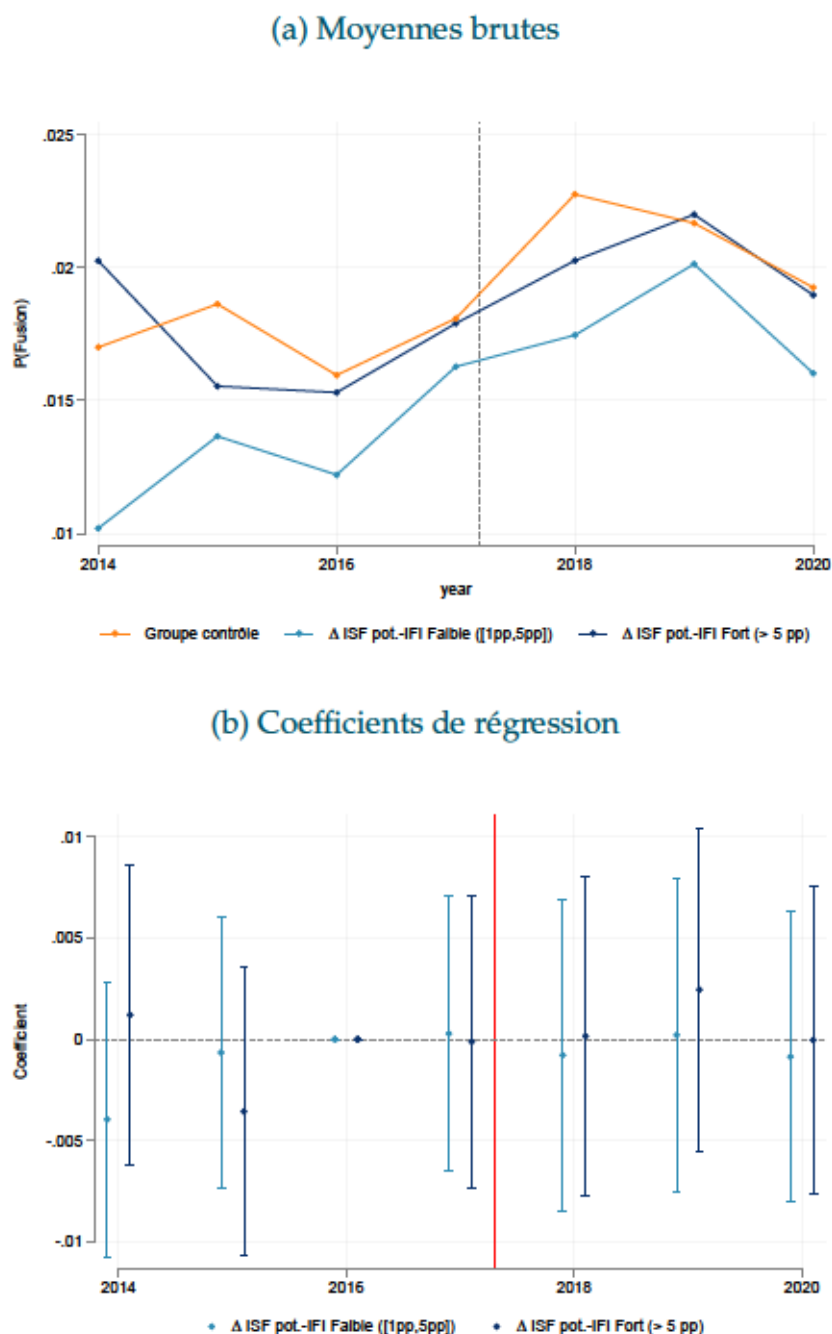 (a) Moyennes brutes
.025
.02
.015
.01
P(Fusion)
2014
2016
2018
2020
year
Groupe contrôle
Δ ISF pot.-IFI Faible ([1pp,5pp])
Δ ISF pot.-IFI Fort (> 5 pp)
(b) Coefficients de régression
.01
.005
0
-.005
-.01
Coefficient
2014
2016
2018
2020
Δ ISF pot.-IFI Faible ([1pp,5pp])
Δ ISF pot.-IFI Fort (> 5 pp)